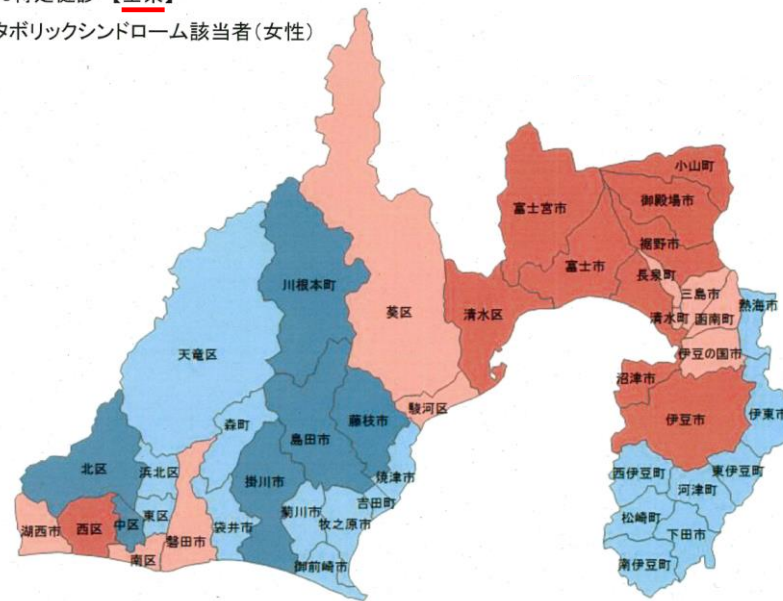 タボリックシンドローム該当者（女性）
小山町
御殿場市
富士宮市
裾野市
富士市
長泉町
川根本町
三島市
熱海市
葵区
清水区
清水町
函南町
天竜区
伊豆の国市
沼津市
駿河区
藤枝市
伊豆市
伊東市
森町
島田市
北区
浜北区
掛川市
焼津市
西伊豆町
東伊豆町
河津町
吉田町
菊川市
東区
中区
西区
湖西市
袋井市
牧之原市
松崎町
下田市
磐田市
南区
御前崎市
南伊豆町